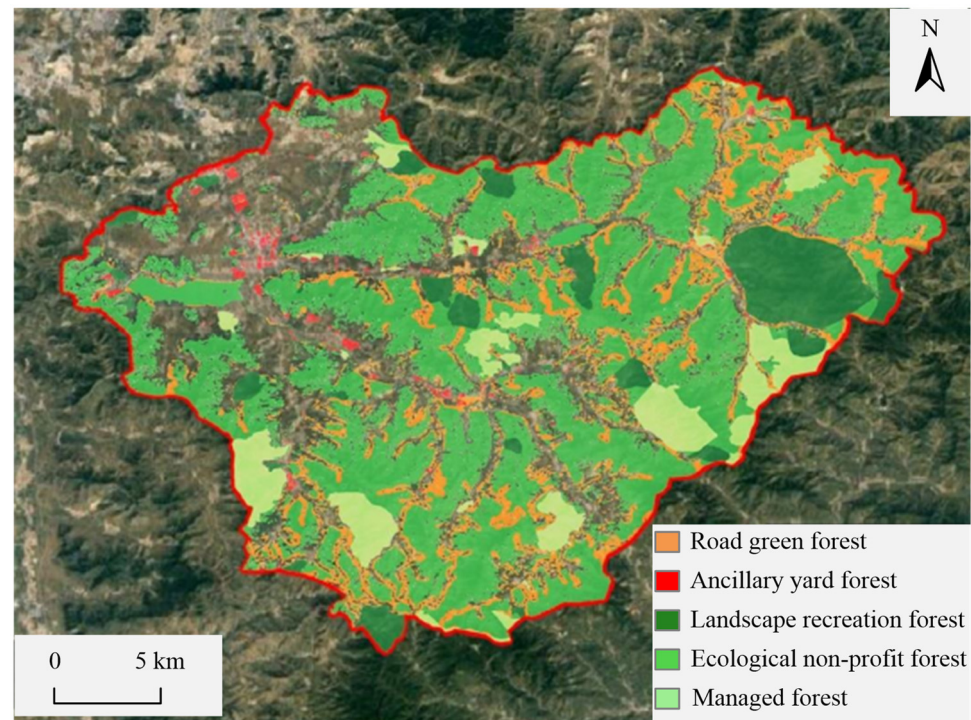 N
Road green forest
Ancillary yard forest
Landscape recreation forest
Ecological non-profit forest
Managed forest
0 5 km